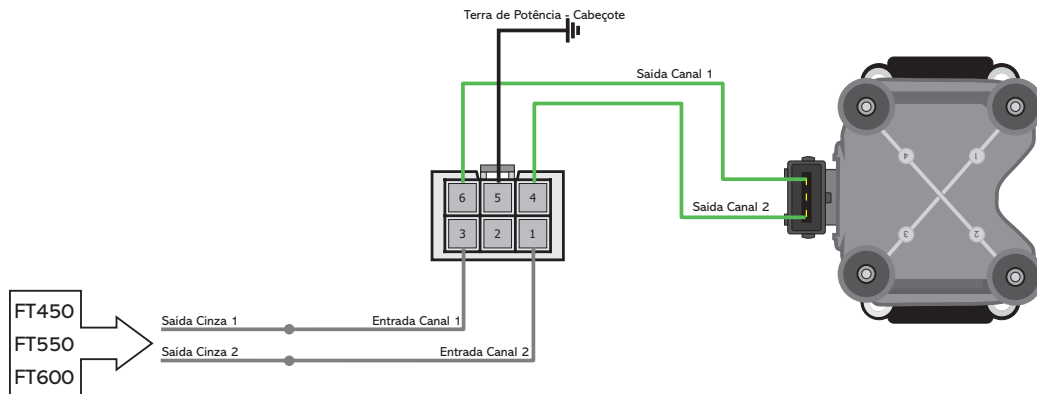 Terra de Potência - Cabeçote
Saída Canal 1
6
5
4
3
2
1
Saída Canal 2
4
1
3
2
FT450
FT550
FT600
Saída Cinza 1
Entrada Canal 1
Saída Cinza 2
Entrada Canal 2